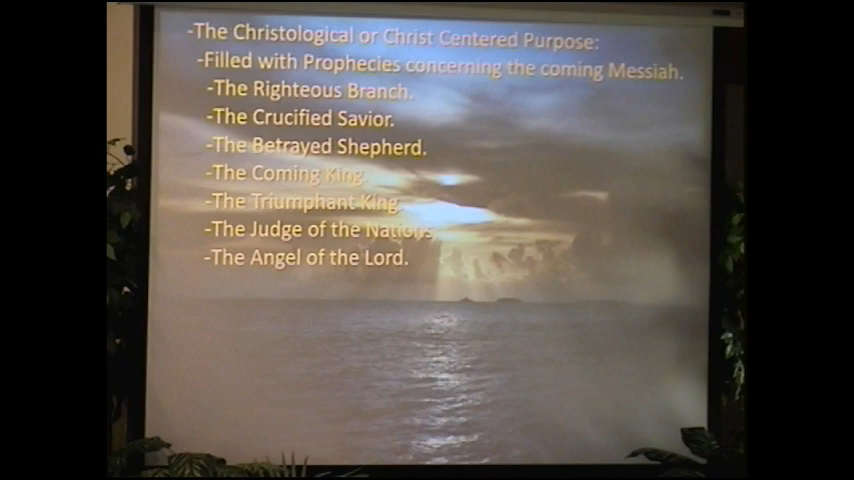 -The Christological or Christ Centered Purpose:
-Filled with Prophecies concerning the coming Messiah.
-The Righteous Branch.
-The Crucified Savior.
-The Betrayed Shepherd.
-The Coming King.
-The Triumphant King.
-The Judge of the Nations.
-The Angel of the Lord.